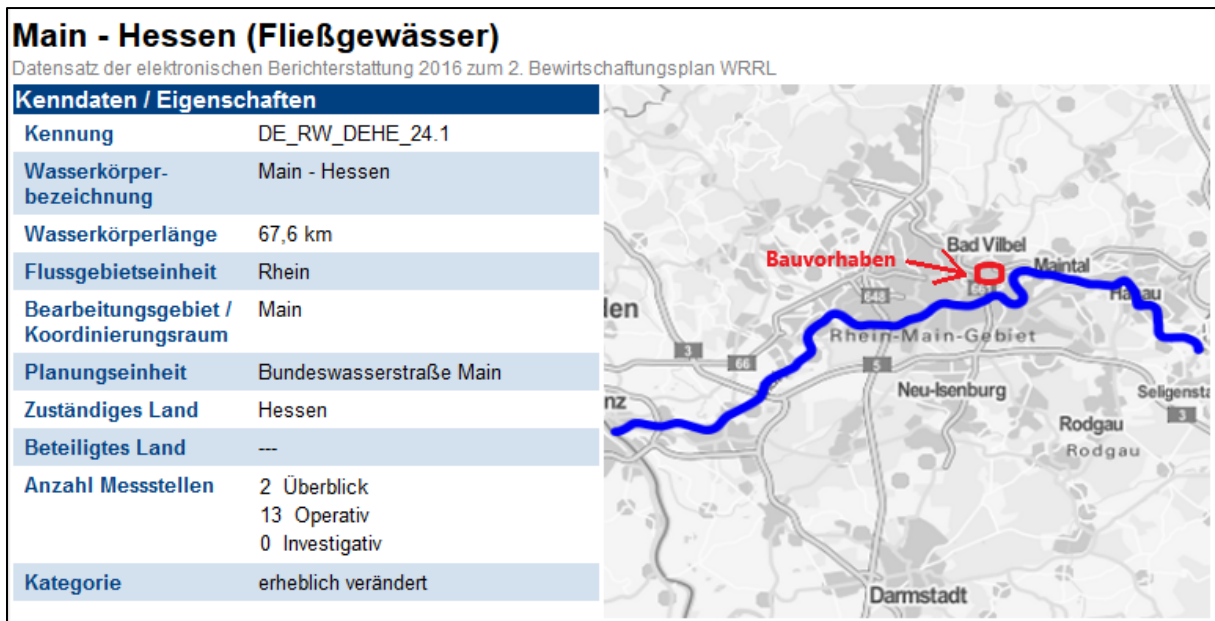 Main - Hessen (Fließgewässer)
Datensatz der elektronischen Berichterstattung 2016 zum 2. Bewirtschaftungsplan WRRL
Kenndaten / Eigenschaften
Kennung DE_RW_DEHE_24.1
Wasserkörper-
bezeichnung Main - Hessen
Wasserkörperlänge 67,6 km
Flussgebietseinheit Rhein
Bearbeitungsgebiet /
Koordinierungsraum Main
Planungseinheit Bundeswasserstraße Main
Zuständiges Land Hessen
Beteiligtes Land ---
Anzahl Messstellen 2 Überblick
13 Operativ
0 Investigativ
Kategorie erheblich verändert
Bad Vilbel
Bauvorhaben
Maintal
66
648
Hanau
len
Rhein-Main-Gebiet
3
66
5
Neu-Isenburg
Seligensta
nz
3
Rodgau
Rodgau
Darmstadt